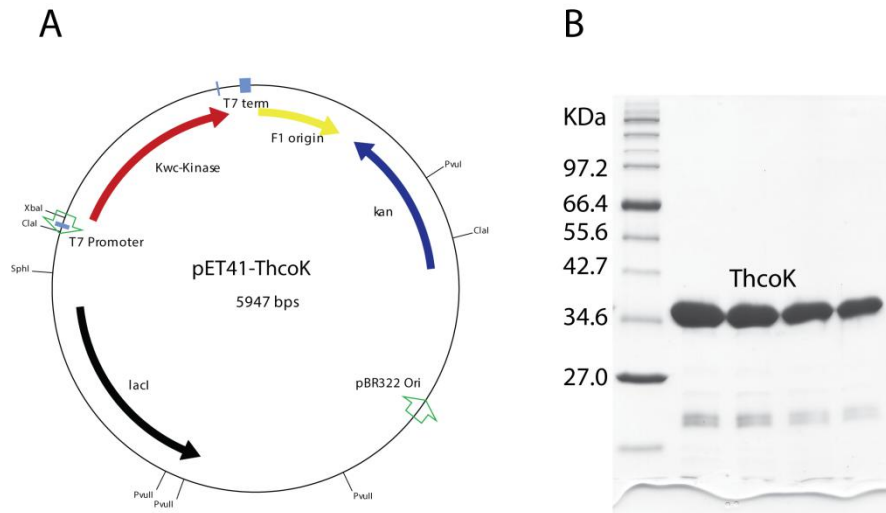 A
T7 term
F1 origin
Kwc-Kinase
PvuI
kan
XbaI
ClaI
ClaI
T7 Promoter
SphI
pET41-ThcoK
5947 bps
lacI
pBR322 Ori
PvuII
PvuII
PvuII
B
KDa
97.2
66.4
55.6
42.7
ThcoK
34.6
27.0